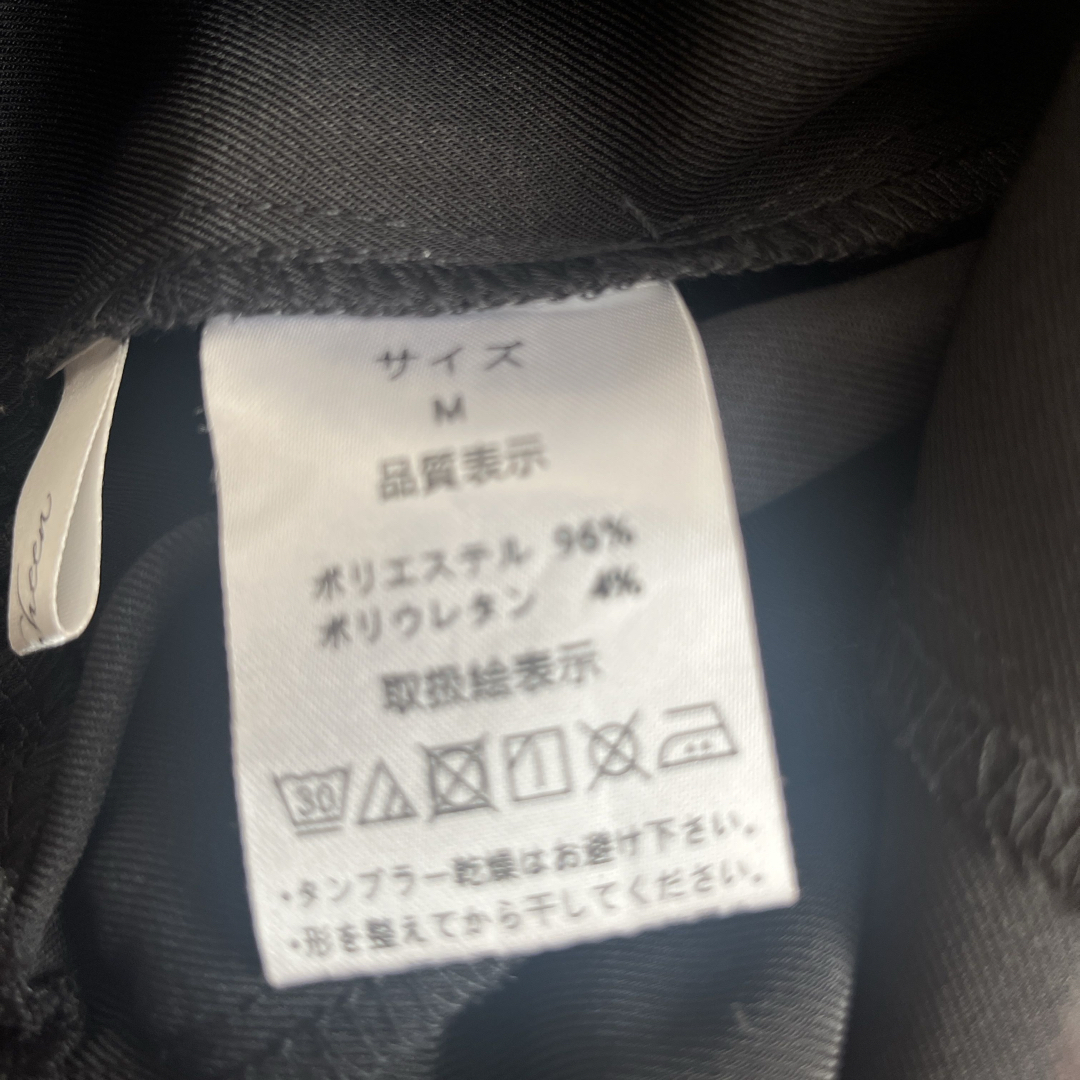 サイズ
M
品質表示
ポリエステル 96%
ポリウレタン 4%
取扱絵表示
30
・タンブラー乾燥はお避け下さい。
・形を整えてから干してください。